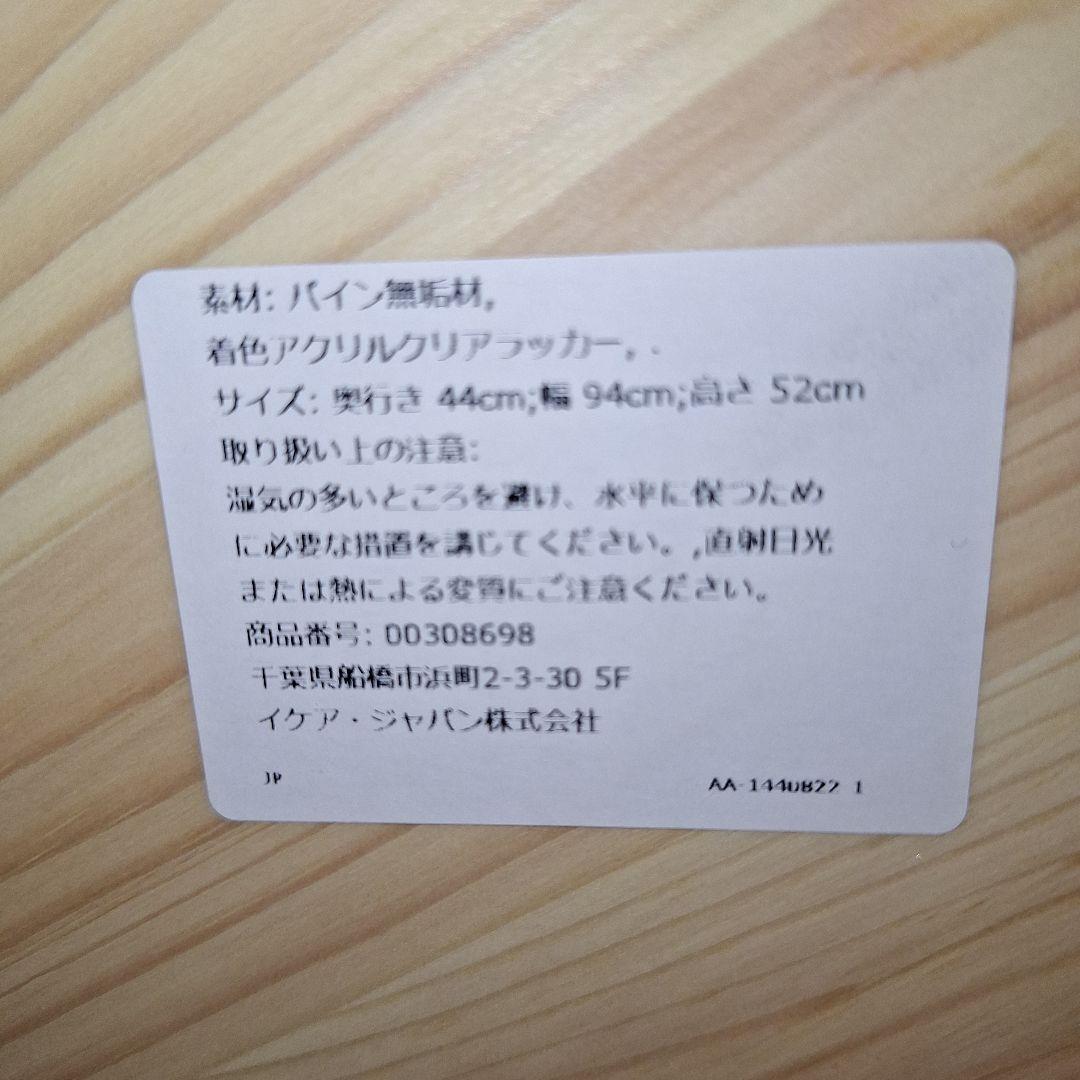 素材: パイン無垢材,
着色アクリルクリアラッカー, .
サイズ: 奥行き 44cm;幅 94cm;高さ 52cm
取り扱い上の注意:
湿気の多いところを避け、水平に保つため
に必要な措置を講じてください。,直射日光
または熱による変質にご注意ください。
商品番号: 00308698
千葉県船橋市浜町2-3-30 5F
イケア・ジャパン株式会社
JP
AA-1440822-1